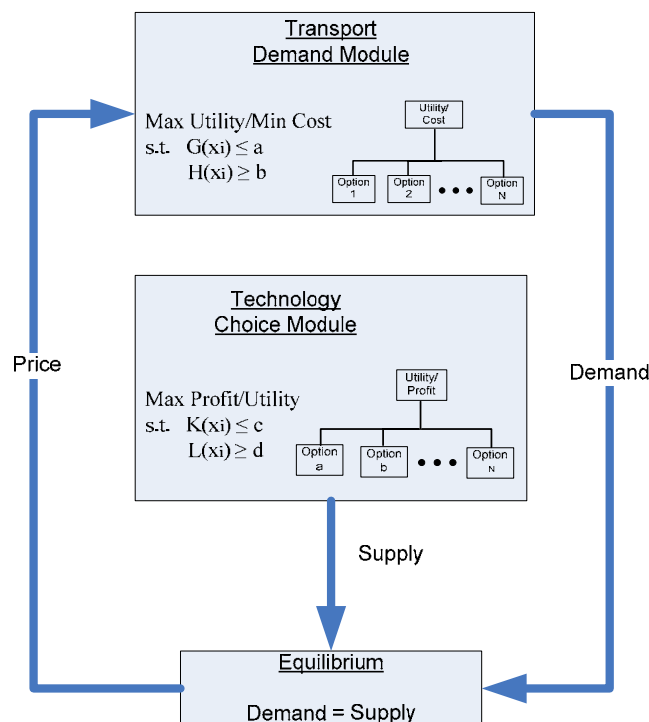 Transport
Demand Module
Max Utility/Min Cost
s.t. G(xi) ≤ a
H(xi) ≥ b
Utility/
Cost
Option
1
Option
2
Option
N
Technology
Choice Module
Max Profit/Utility
s.t. K(xi) ≤ c
L(xi) ≥ d
Utility/
Profit
Option
a
Option
b
Option
N
Price
Demand
Supply
Equilibrium
Demand = Supply